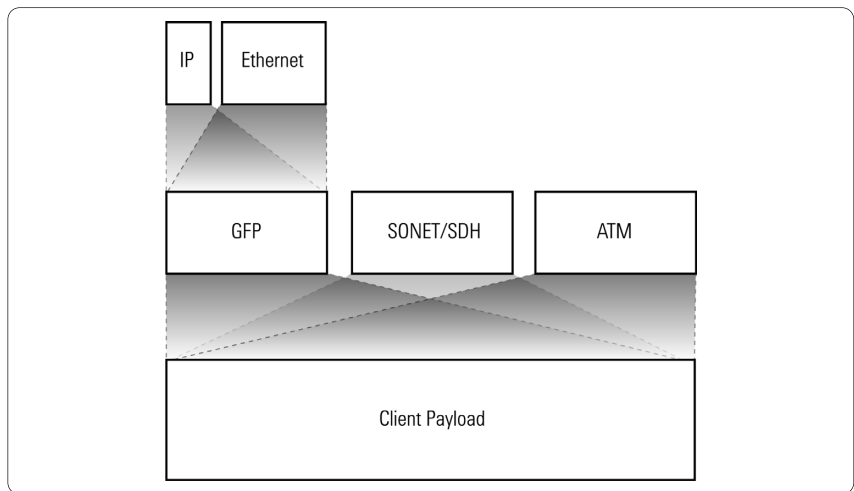 IP
Ethernet
GFP
SONET/SDH
ATM
Client Payload